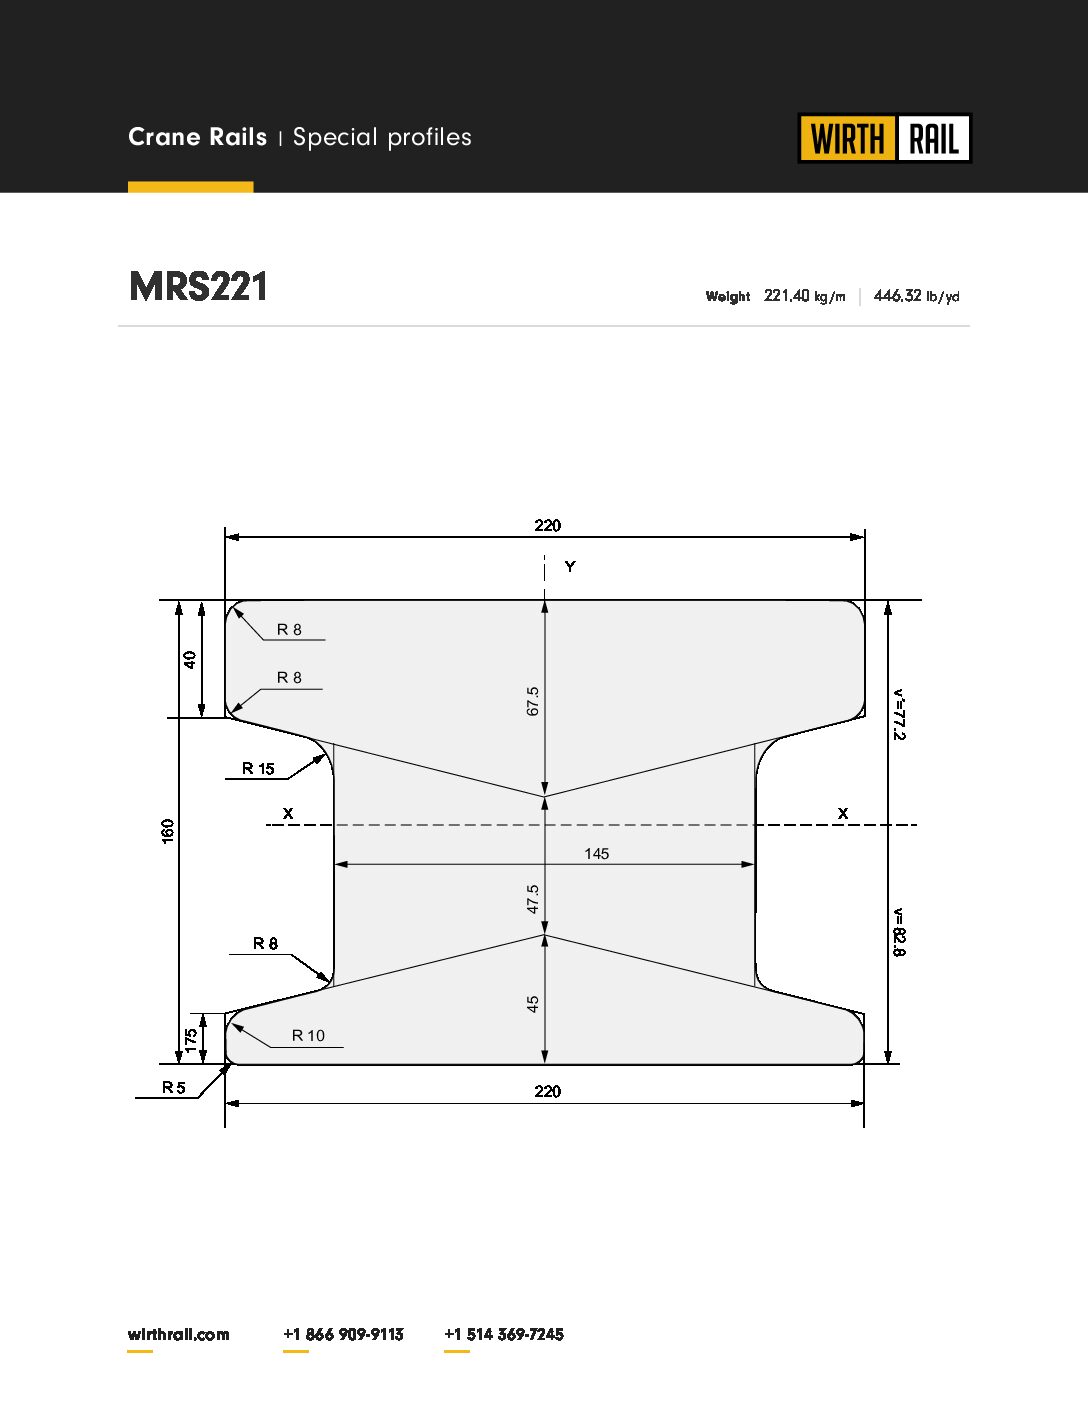 Crane Rails | Special profiles
WIRTH RAIL
MRS221
Weight 221.40 kg/m | 446.32 lb/yd
220
Y
R 8
40
R 8
67.5
v'=77.2
R 15
X
X
160
145
47.5
v=82.8
R 8
45
175
R 10
R 5
220
wirthrail.com
+1 866 909-9113
+1 514 369-7245